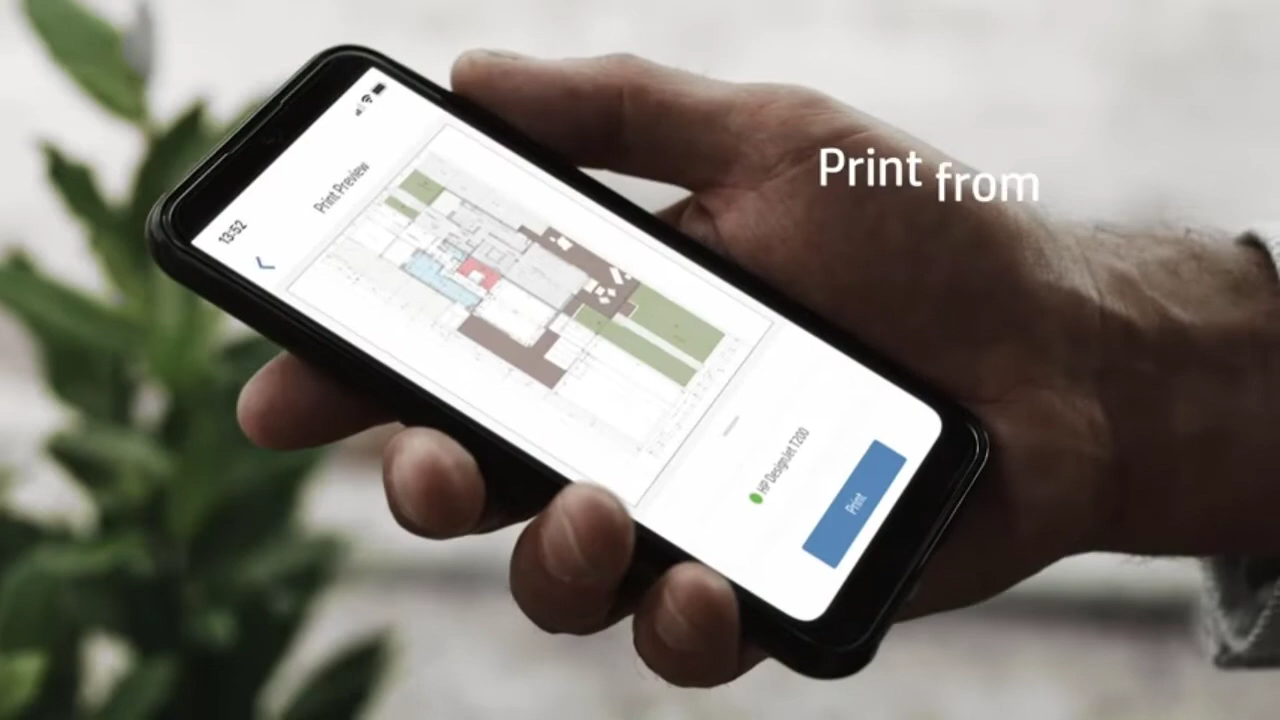 Print from
13:52
Print Preview
HP DesignJet T200
Print